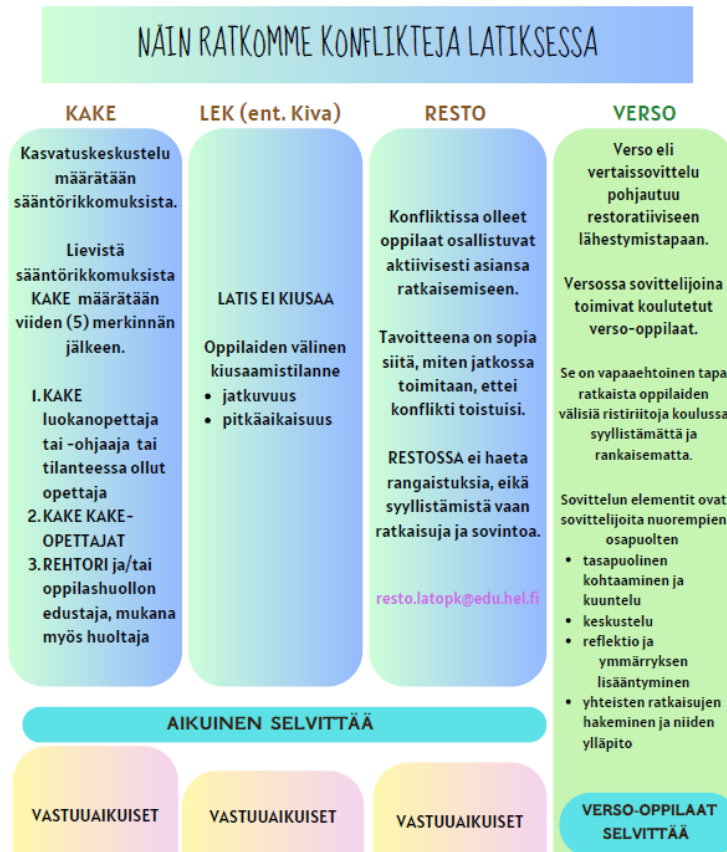 NÄIN RATKOMME KONFLIKTEJA LATIKSESSA
KAKE
Kasvatuskeskustelu
määrätään
sääntörikkomuksista.
Lievistä
sääntörikkomuksista
KAKE määrätään
viiden (5) merkinnän
jälkeen.
1. KAKE
luokanopettaja
tai -ohjaaja tai
tilanteessa ollut
opettaja
2. KAKE KAKE-
OPETTAJAT
3. REHTORI ja/tai
oppilashuollon
edustaja, mukana
myös huoltaja
LEK (ent. Kiva)
LATIS EI KIUSAA
Oppilaiden välinen
kiusaamistilanne
• jatkuvuus
• pitkäaikaisuus
RESTO
Konfliktissa olleet
oppilaat osallistuvat
aktiivisesti asiansa
ratkaisemiseen.
Tavoitteena on sopia
siitä, miten jatkossa
toimitaan, ettei
konflikti toistuisi.
RESTOSSA ei haeta
rangaistuksia, eikä
syyllistämistä vaan
ratkaisuja ja sovintoa.
resto.latopk@edu.hel.fi
VERSO
Verso eli
vertaissovittelu
pohjautuu
restoratiiviseen
lähestymistapaan.
Versossa sovittelijoina
toimivat koulutetut
verso-oppilaat.
Se on vapaaehtoinen tapa
ratkaista oppilaiden
välisiä ristiriitoja koulussa
syyllistämättä ja
rankaisematta.
Sovittelun elementit ovat
sovittelijoita nuorempien
osapuolten
• tasapuolinen
kohtaaminen ja
kuuntelu
• keskustelu
• reflektio ja
ymmärryksen
lisääntyminen
• yhteisten ratkaisujen
hakeminen ja niiden
ylläpito
AIKUINEN SELVITTÄÄ
VASTUUAIKUISET
VASTUUAIKUISET
VASTUUAIKUISET
VERSO-OPPILAAT
SELVITTÄÄ